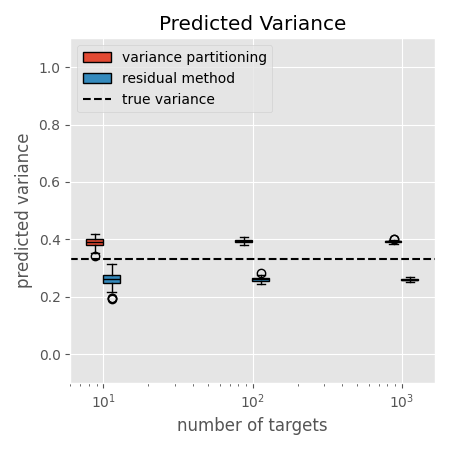 Predicted Variance
variance partitioning
residual method
true variance
1.0
0.8
0.6
0.4
0.2
0.0
predicted variance
10¹
10²
10³
number of targets